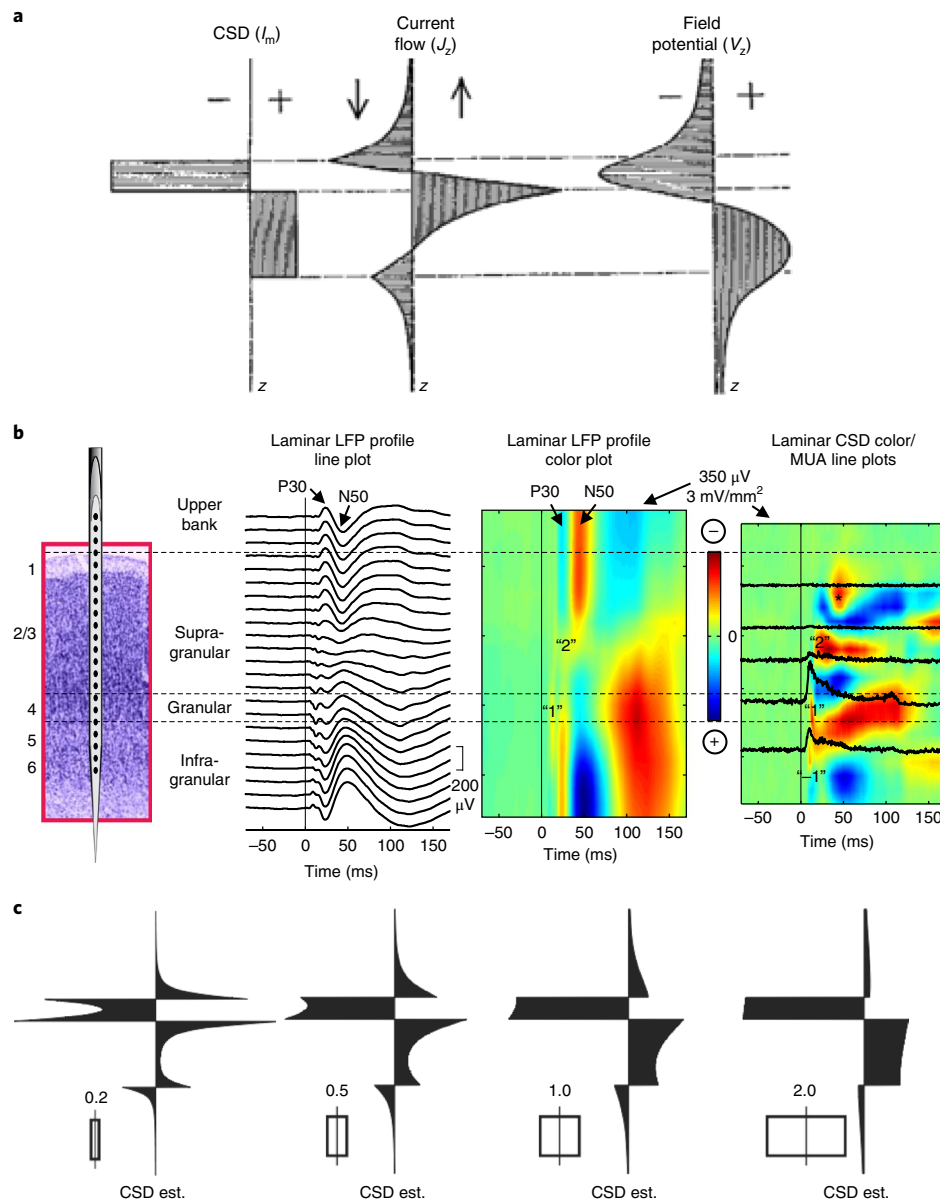 a
CSD (Im)
Current
flow (Jz)
Field
potential (Vz)
− +
− +
z
z
z
b
Laminar LFP profile
line plot
Laminar LFP profile
color plot
Laminar CSD color/
MUA line plots
P30
N50
P30
N50
350 μV
3 mV/mm2
Upper
bank
−
1
2/3
Supra-
granular
"2"
0
*
"2"
4
Granular
"1"
"1"
5
6
Infra-
granular
200
μV
+
"−1"
−50 0 50 100 150
−50 0 50 100 150
−50 0 50 100 150
Time (ms)
Time (ms)
Time (ms)
c
0.2
0.5
1.0
2.0
CSD est.
CSD est.
CSD est.
CSD est.